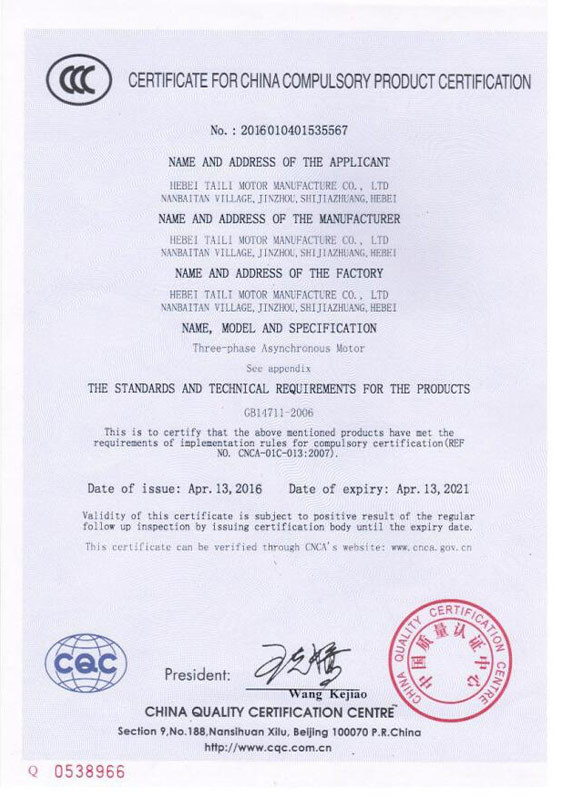 CCC
CERTIFICATE FOR CHINA COMPULSORY PRODUCT CERTIFICATION
No.: 2016010401535567
NAME AND ADDRESS OF THE APPLICANT
HEBEI TAILI MOTOR MANUFACTURE CO., LTD
NANBAITAN VILLAGE, JINZHOU, SHIJIAZHUANG, HEBEI
NAME AND ADDRESS OF THE MANUFACTURER
HEBEI TAILI MOTOR MANUFACTURE CO., LTD
NANBAITAN VILLAGE, JINZHOU, SHIJIAZHUANG, HEBEI
NAME AND ADDRESS OF THE FACTORY
HEBEI TAILI MOTOR MANUFACTURE CO., LTD
NANBAITAN VILLAGE, JINZHOU, SHIJIAZHUANG, HEBEI
NAME, MODEL AND SPECIFICATION
Three-phase Asynchronous Motor
See appendix
THE STANDARDS AND TECHNICAL REQUIREMENTS FOR THE PRODUCTS
GB14711-2006
This is to certify that the above mentioned products have met the
requirements of implementation rules for compulsory certification(REF
NO. CNCA-01C-013:2007).
Date of issue: Apr. 13, 2016 Date of expiry: Apr. 13, 2021
Validity of this certificate is subject to positive result of the regular
follow up inspection by issuing certification body until the expiry date.
This certificate can be verified through CNCA's website: www.cnca.gov.cn
CQC
President:
Wang Kejiao
CHINA QUALITY CERTIFICATION CENTRE
中国质量认证中心
CHINA QUALITY CERTIFICATION CENTRE™
Section 9, No.188, Nansihuan Xilu, Beijing 100070 P.R.China
http://www.cqc.com.cn
Q 0538966